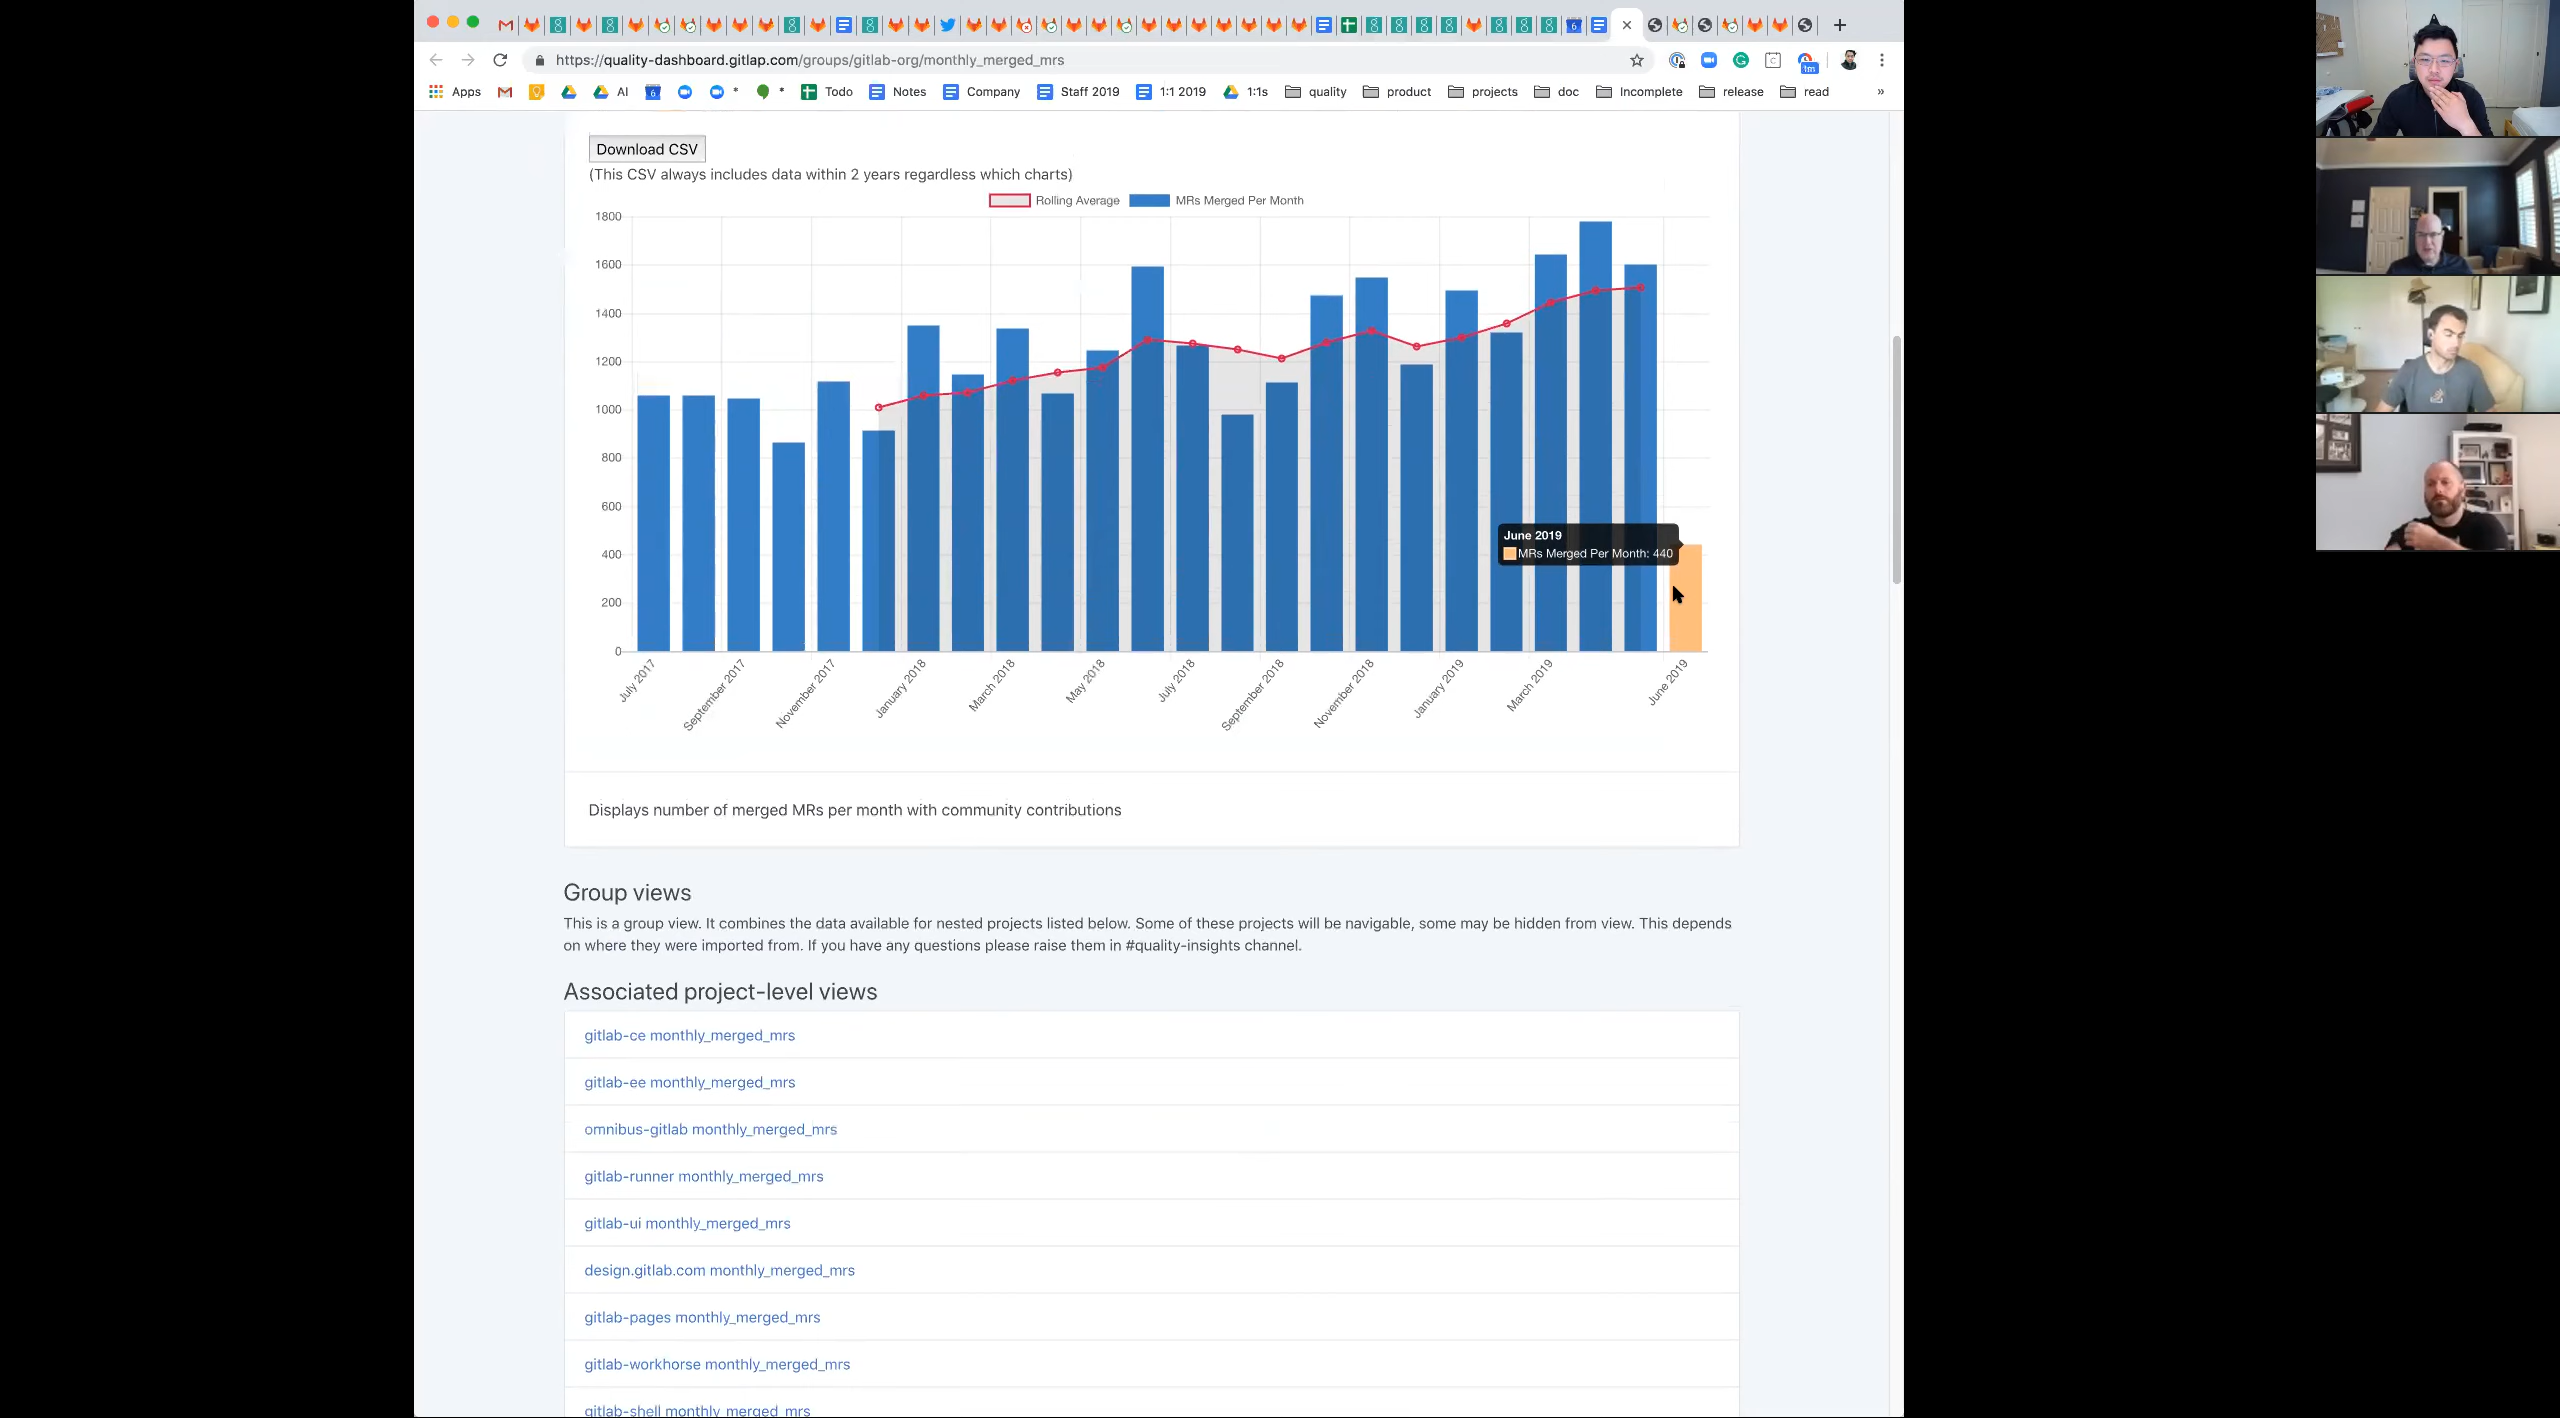 https://quality-dashboard.gitlap.com/groups/gitlab-org/monthly_merged_mrs
Apps
AI
*
*
Todo
Notes
Company
Staff 2019
1:1 2019
1:1s
quality
product
projects
doc
Incomplete
release
read
»
Download CSV
(This CSV always includes data within 2 years regardless which charts)
Rolling Average
MRs Merged Per Month
1800
1600
1400
1200
1000
800
600
400
200
0
June 2019
MRs Merged Per Month: 440
July 2017
September 2017
November 2017
January 2018
March 2018
May 2018
July 2018
September 2018
November 2018
January 2019
March 2019
June 2019
Displays number of merged MRs per month with community contributions
Group views
This is a group view. It combines the data available for nested projects listed below. Some of these projects will be navigable, some may be hidden from view. This depends
on where they were imported from. If you have any questions please raise them in #quality-insights channel.
Associated project-level views
gitlab-ce monthly_merged_mrs
gitlab-ee monthly_merged_mrs
omnibus-gitlab monthly_merged_mrs
gitlab-runner monthly_merged_mrs
gitlab-ui monthly_merged_mrs
design.gitlab.com monthly_merged_mrs
gitlab-pages monthly_merged_mrs
gitlab-workhorse monthly_merged_mrs
gitlab-shell monthly_merged_mrs